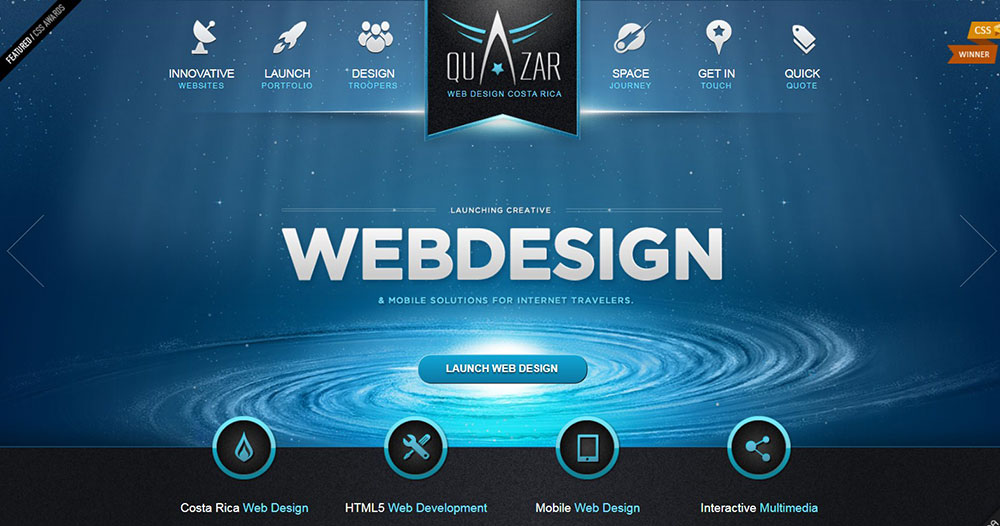 FEATURED / CSS AWARDS
INNOVATIVE
WEBSITES
LAUNCH
PORTFOLIO
DESIGN
TROOPERS
QUAZAR
WEB DESIGN COSTA RICA
SPACE
JOURNEY
GET IN
TOUCH
QUICK
QUOTE
CSS
WINNER
LAUNCHING CREATIVE
WEBDESIGN
& MOBILE SOLUTIONS FOR INTERNET TRAVELERS.
LAUNCH WEB DESIGN
Costa Rica Web Design
HTML5 Web Development
Mobile Web Design
Interactive Multimedia